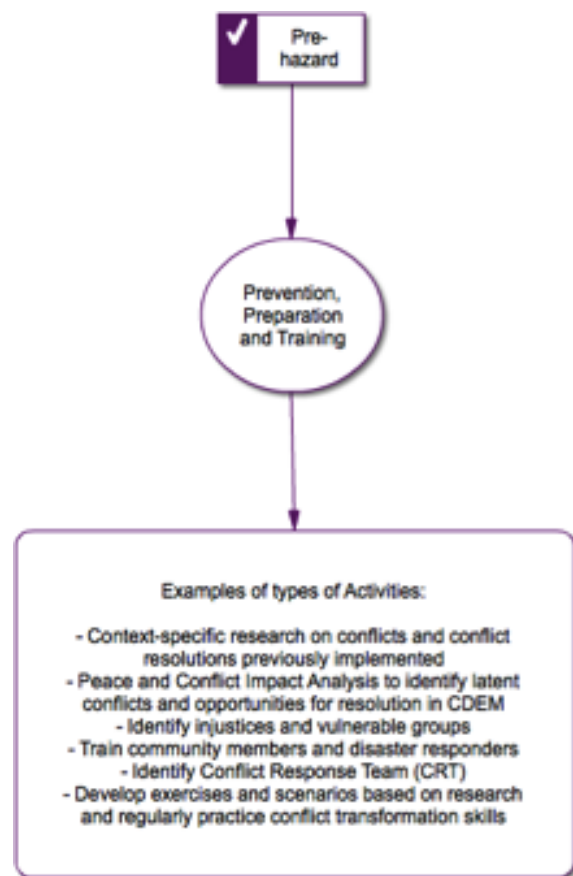 Pre-
hazard
Prevention,
Preparation
and Training
Examples of types of Activities:
- Context-specific research on conflicts and conflict
resolutions previously implemented
- Peace and Conflict Impact Analysis to identify latent
conflicts and opportunities for resolution in CDEM
- Identify injustices and vulnerable groups
- Train community members and disaster responders
- Identify Conflict Response Team (CRT)
- Develop exercises and scenarios based on research
and regularly practice conflict transformation skills